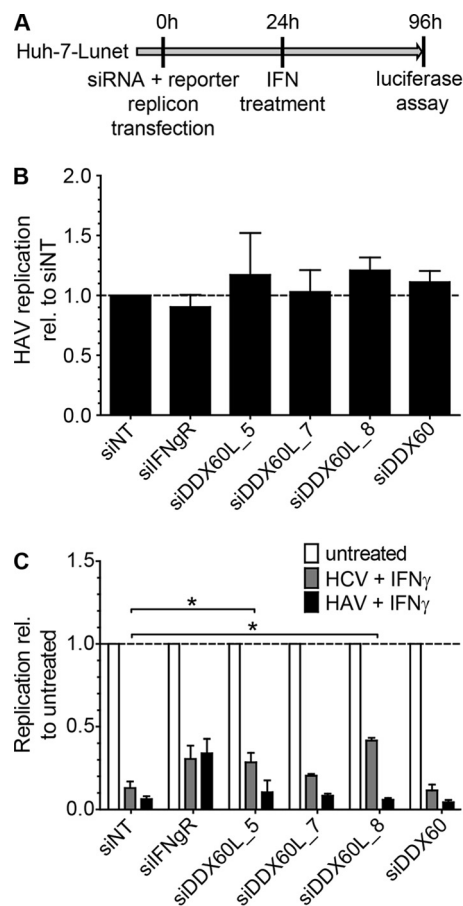 A
0h 24h 96h
Huh-7-Lunet
siRNA + reporter IFN luciferase
replicon treatment assay
transfection
B
HAV replication
rel. to siNT
2.0
1.5
1.0
0.5
0.0
siNT siIFNgR siDDX60L_5 siDDX60L_7 siDDX60L_8 siDDX60
C
untreated
HCV + IFNγ
HAV + IFNγ
Replication rel.
to untreated
1.5
1.0
0.5
0.0
*
*
siNT siIFNgR siDDX60L_5 siDDX60L_7 siDDX60L_8 siDDX60